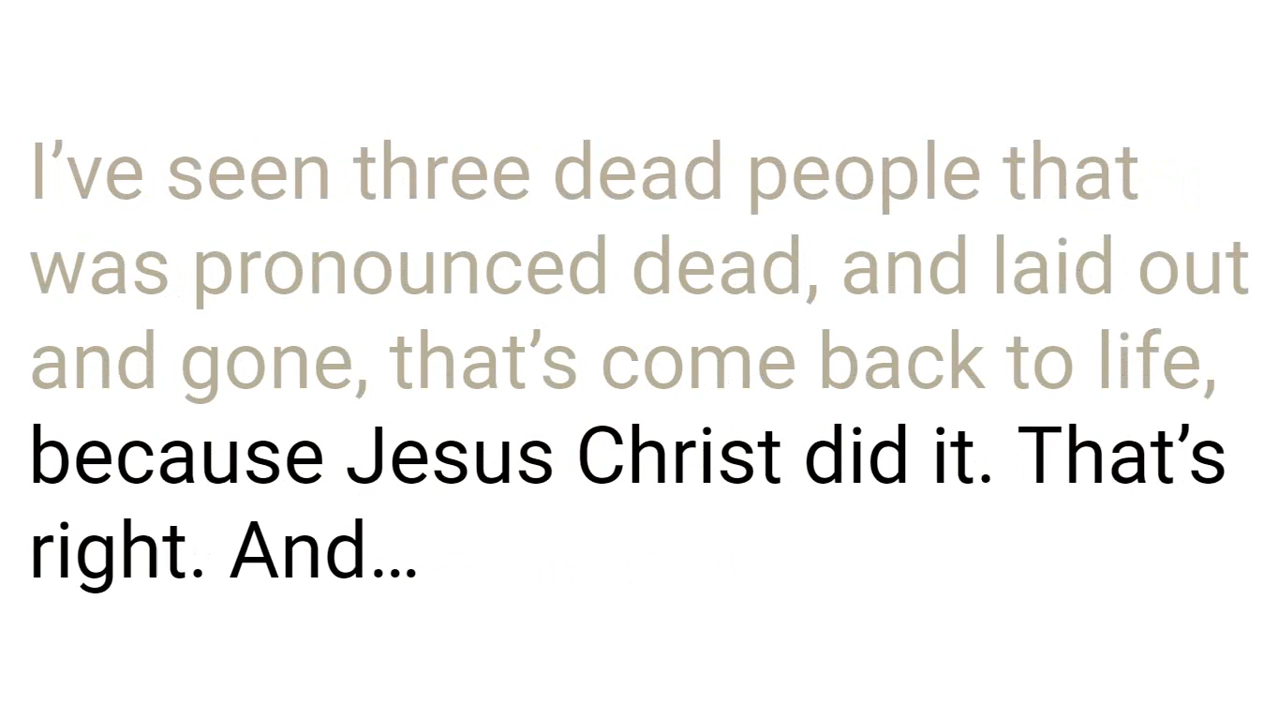 I’ve seen three dead people that
was pronounced dead, and laid out
and gone, that’s come back to life,
because Jesus Christ did it. That’s
right. And…